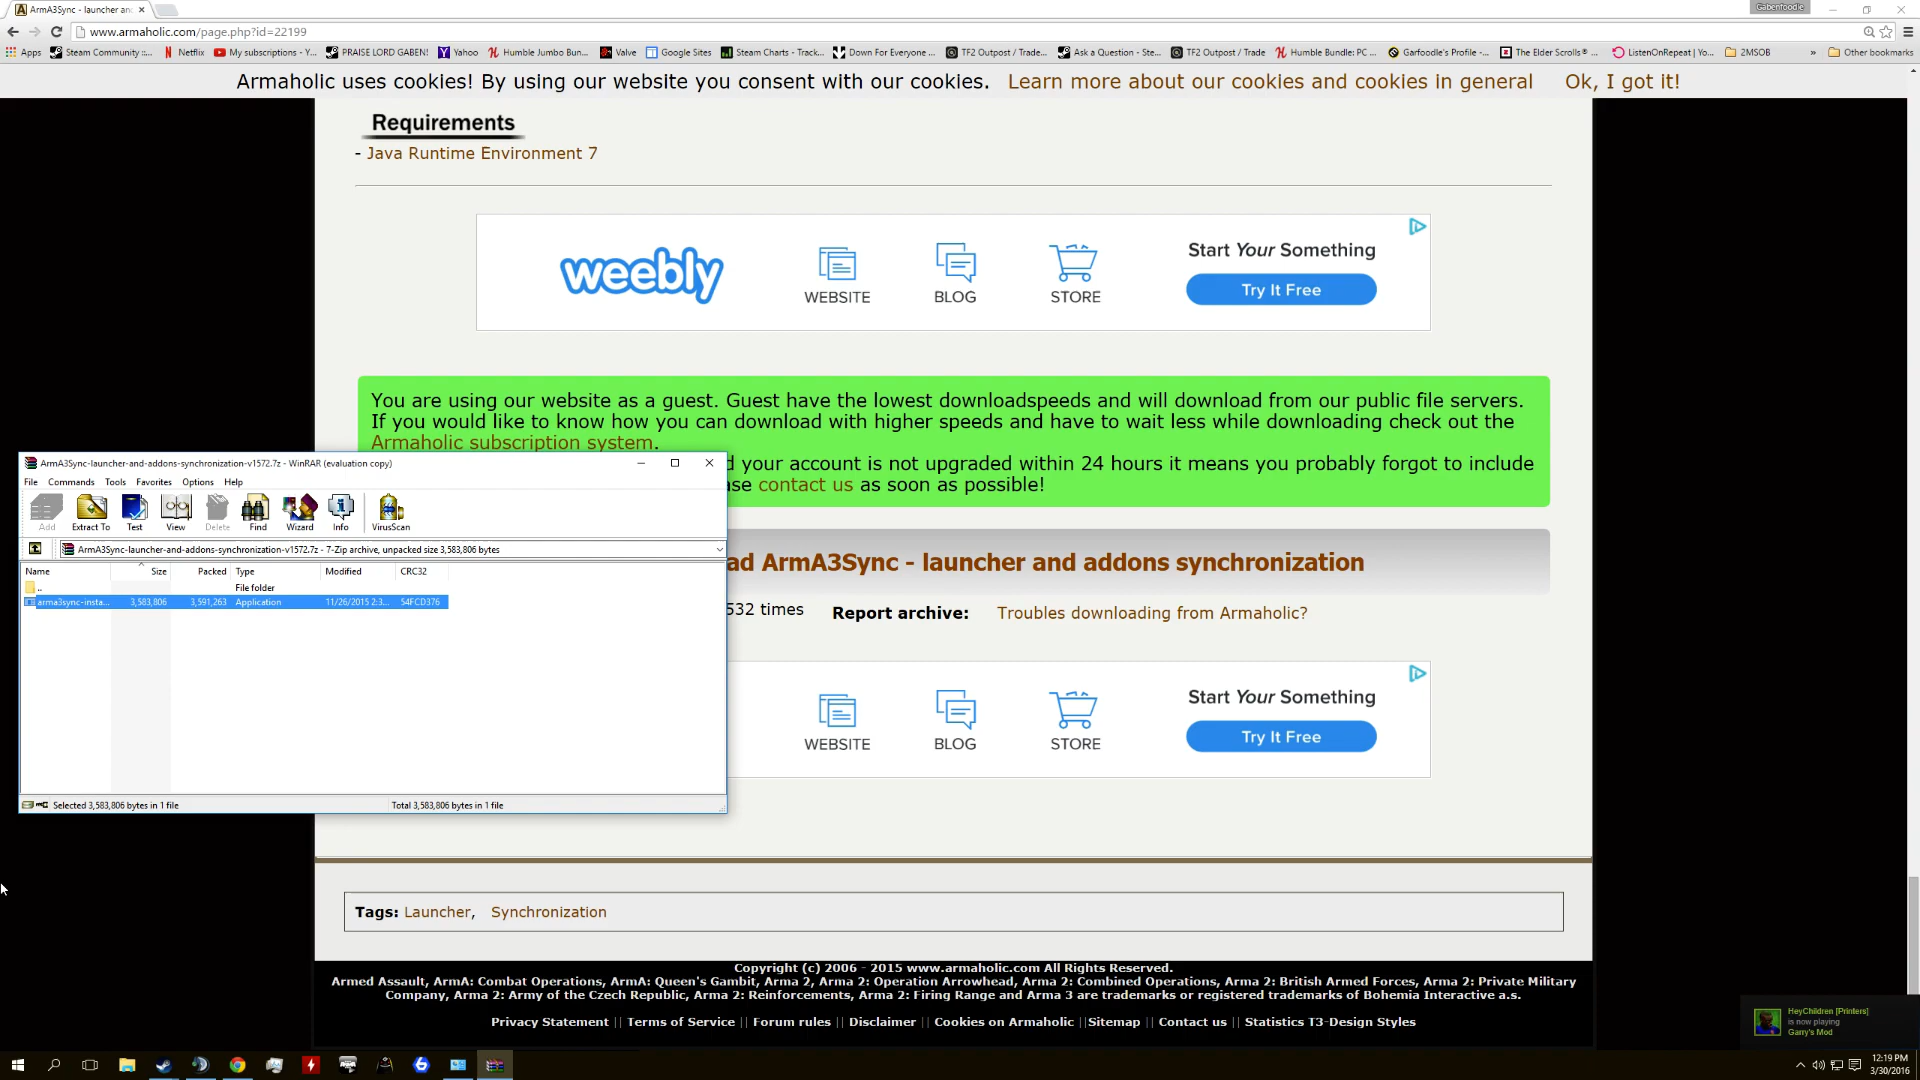 ArmA3Sync - launcher an
Gabenfoodle
www.armaholic.com/page.php?id=22199
Apps
Steam Community ::..
Netflix
My subscriptions - Y...
PRAISE LORD GABEN!
Yahoo
Humble Jumbo Bun...
Valve
Google Sites
Steam Charts - Track...
Down For Everyone ...
TF2 Outpost / Trade...
Ask a Question - Ste...
TF2 Outpost / Trade
Humble Bundle: PC ...
Garfoodle's Profile -...
The Elder Scrolls® ...
ListenOnRepeat | Yo...
2MSOB
»
Other bookmarks
Armaholic uses cookies! By using our website you consent with our cookies. Learn more about our cookies and cookies in general Ok, I got it!
Requirements
- Java Runtime Environment 7
weebly
WEBSITE
BLOG
STORE
Start Your Something
Try It Free
You are using our website as a guest. Guest have the lowest downloadspeeds and will download from our public file servers.
If you would like to know how you can download with higher speeds and have to wait less while downloading check out the
Armaholic subscription system.
d your account is not upgraded within 24 hours it means you probably forgot to include
ase contact us as soon as possible!
ArmA3Sync-launcher-and-addons-synchronization-v1572.7z - WinRAR (evaluation copy)
File Commands Tools Favorites Options Help
Add Extract To Test View Delete Find Wizard Info VirusScan
ArmA3Sync-launcher-and-addons-synchronization-v1572.7z - 7-Zip archive, unpacked size 3,583,806 bytes
Name Size Packed Type Modified CRC32
.. File folder
arma3sync-insta... 3,583,806 3,591,263 Application 11/26/2015 2:3... 54FCD376
Selected 3,583,806 bytes in 1 file
Total 3,583,806 bytes in 1 file
ad ArmA3Sync - launcher and addons synchronization
532 times Report archive: Troubles downloading from Armaholic?
WEBSITE
BLOG
STORE
Start Your Something
Try It Free
Tags: Launcher, Synchronization
Copyright (c) 2006 - 2015 www.armaholic.com All Rights Reserved.
Armed Assault, ArmA: Combat Operations, ArmA: Queen's Gambit, Arma 2, Arma 2: Operation Arrowhead, Arma 2: Combined Operations, Arma 2: British Armed Forces, Arma 2: Private Military
Company, Arma 2: Army of the Czech Republic, Arma 2: Reinforcements, Arma 2: Firing Range and Arma 3 are trademarks or registered trademarks of Bohemia Interactive a.s.
Privacy Statement || Terms of Service || Forum rules || Disclaimer || Cookies on Armaholic ||Sitemap || Contact us || Statistics T3-Design Styles
HeyChildren [Printers]
is now playing
Garry's Mod
12:19 PM
3/30/2016